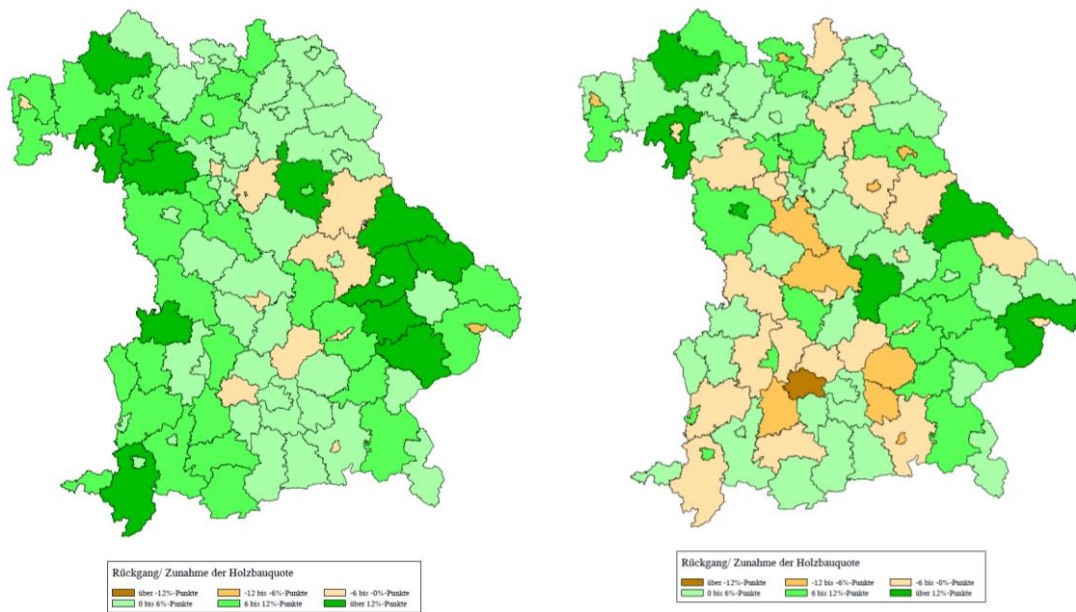 Rückgang/ Zunahme der Holzbauquote
über -12%-Punkte
-12 bis -6%-Punkte
-6 bis -0%-Punkte
0 bis 6%-Punkte
6 bis 12%-Punkte
über 12%-Punkte
Rückgang/ Zunahme der Holzbauquote
über -12%-Punkte
-12 bis -6%-Punkte
-6 bis -0%-Punkte
0 bis 6%-Punkte
6 bis 12%-Punkte
über 12%-Punkte